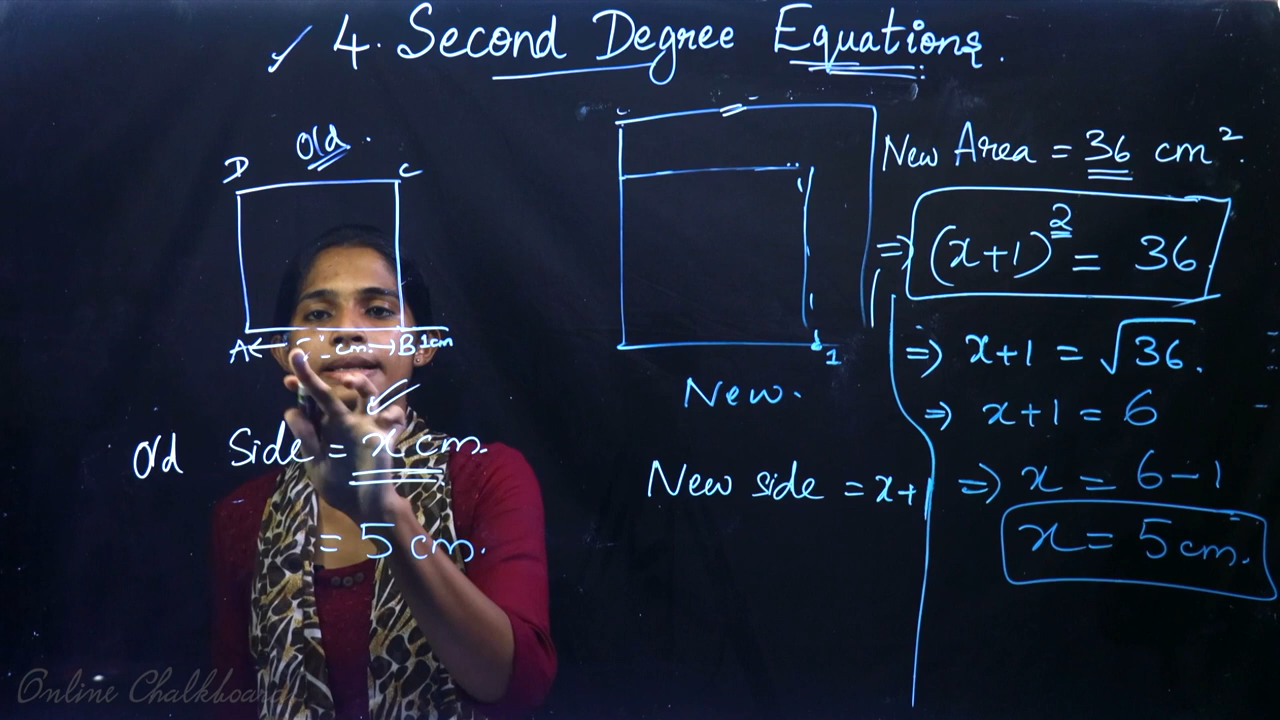 ✓ 4. Second Degree Equations.
Old.
D C
A ← cm → B 1cm
Old Side = x cm.
= 5 cm.
1
New.
New side = x+1
New Area = 36 cm².
⇒ (x+1)² = 36
⇒ x+1 = √36.
⇒ x+1 = 6
⇒ x = 6-1
x = 5 cm.
Online Chalkboard